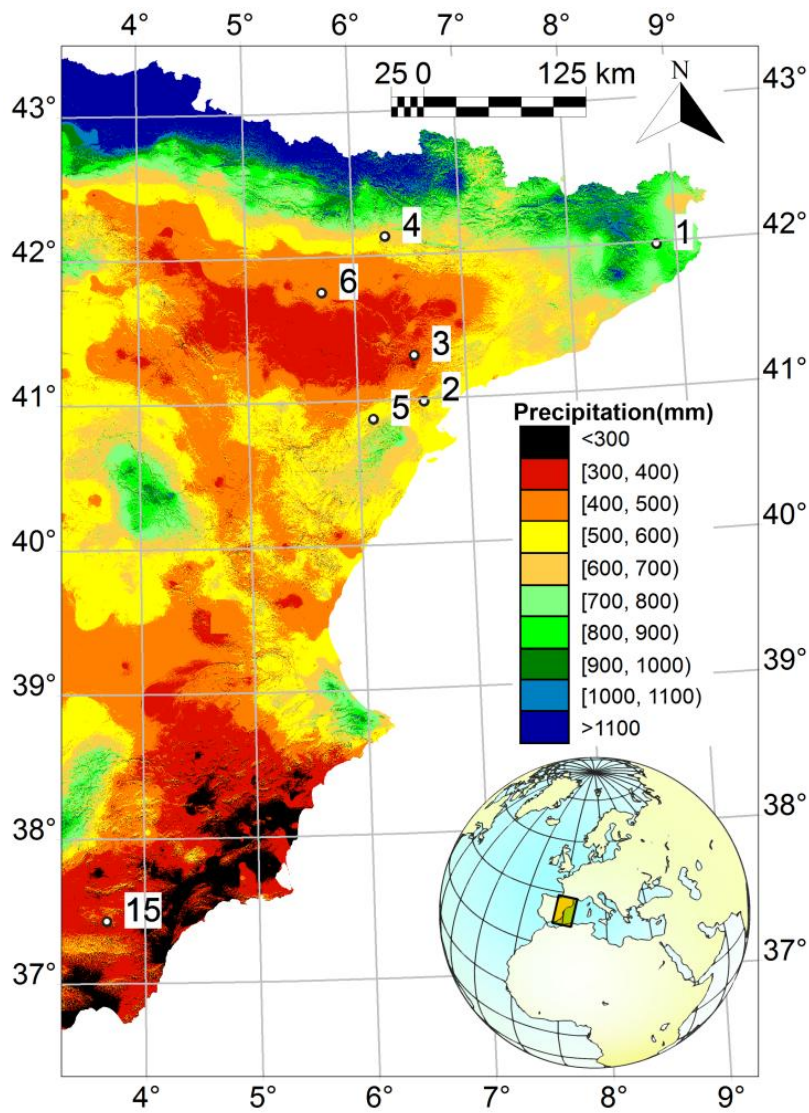 4° 5° 6° 7° 8° 9°
25 0 125 km
N
43° 43°
4
42° 1 42°
6
3
41° 5 2 41°
Precipitation(mm)
<300
[300, 400)
[400, 500)
40° [500, 600) 40°
[600, 700)
[700, 800)
[800, 900)
39° [900, 1000) 39°
[1000, 1100)
>1100
38° 38°
15
37° 37°
4° 5° 6° 7° 8° 9°